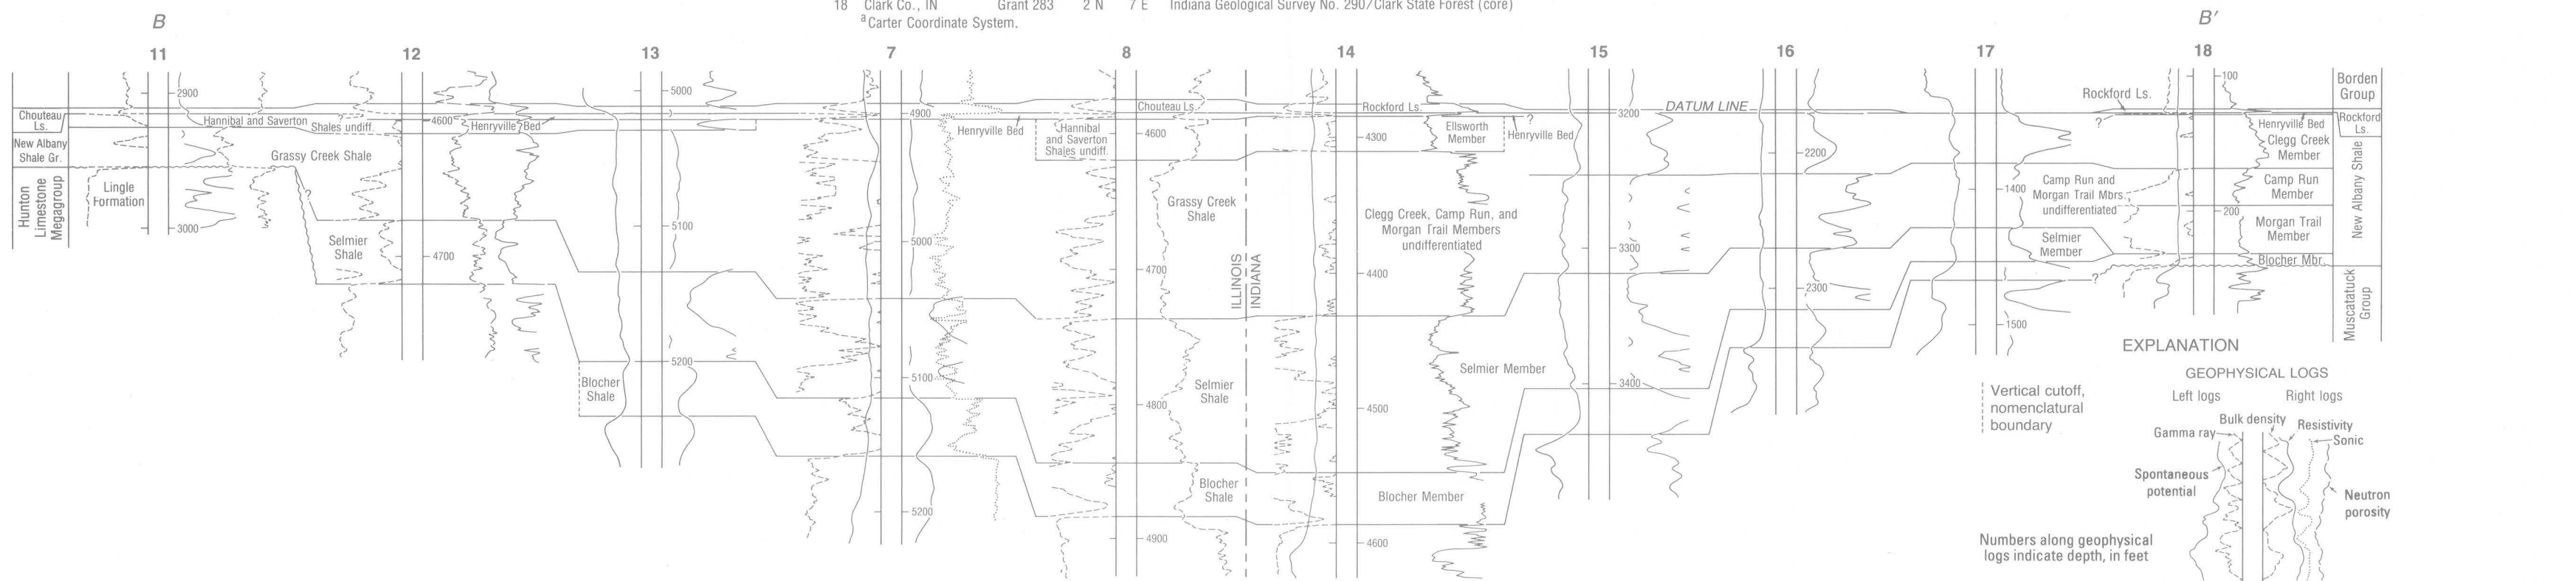 18 Clark Co., IN Grant 283 2 N 7 E Indiana Geological Survey No. 290/Clark State Forest (core)
a Carter Coordinate System.
B
B′
11
12
13
7
8
14
15
16
17
18
Chouteau
Ls.
New Albany
Shale Gr.
Hunton
Limestone
Megagroup
Lingle
Formation
2900
3000
Hannibal and Saverton
Shales undiff.
?
Grassy Creek Shale
?
Selmier
Shale
4600
4700
Henryville Bed
?
Blocher
Shale
5000
5100
5200
4900
5000
5100
5200
Henryville Bed
Hannibal
and Saverton
Shales undiff.
4600
4700
4800
4900
Chouteau Ls.
Grassy Creek
Shale
Selmier
Shale
Blocher
Shale
ILLINOIS
INDIANA
Rockford Ls.
4300
4400
4500
4600
Ellsworth
Member
Henryville Bed
?
Clegg Creek, Camp Run, and
Morgan Trail Members
undifferentiated
Selmier Member
Blocher Member
3200
3300
3400
DATUM LINE
2200
2300
1400
1500
Rockford Ls.
?
Camp Run and
Morgan Trail Mbrs.
undifferentiated
Selmier
Member
?
100
200
Henryville Bed
Clegg Creek
Member
Camp Run
Member
Morgan Trail
Member
Blocher Mbr.
Borden
Group
Rockford
Ls.
New Albany Shale
Muscatatuck
Group
EXPLANATION
GEOPHYSICAL LOGS
Left logs
Right logs
Vertical cutoff,
nomenclatural
boundary
Bulk density
Gamma ray
Resistivity
Sonic
Spontaneous
potential
Neutron
porosity
Numbers along geophysical
logs indicate depth, in feet